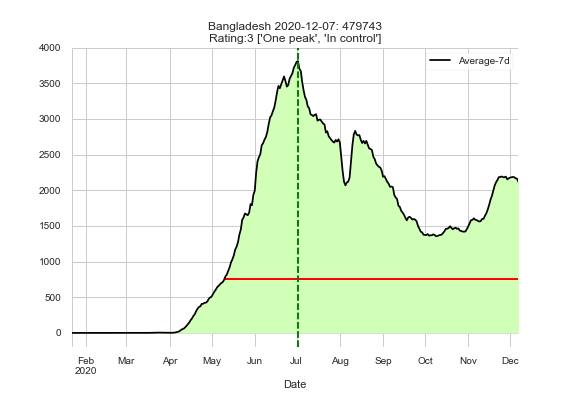 Bangladesh 2020-12-07: 479743
Rating:3 ['One peak', 'In control']
Average-7d
4000
3500
3000
2500
2000
1500
1000
500
0
Feb Mar Apr May Jun Jul Aug Sep Oct Nov Dec
2020
Date